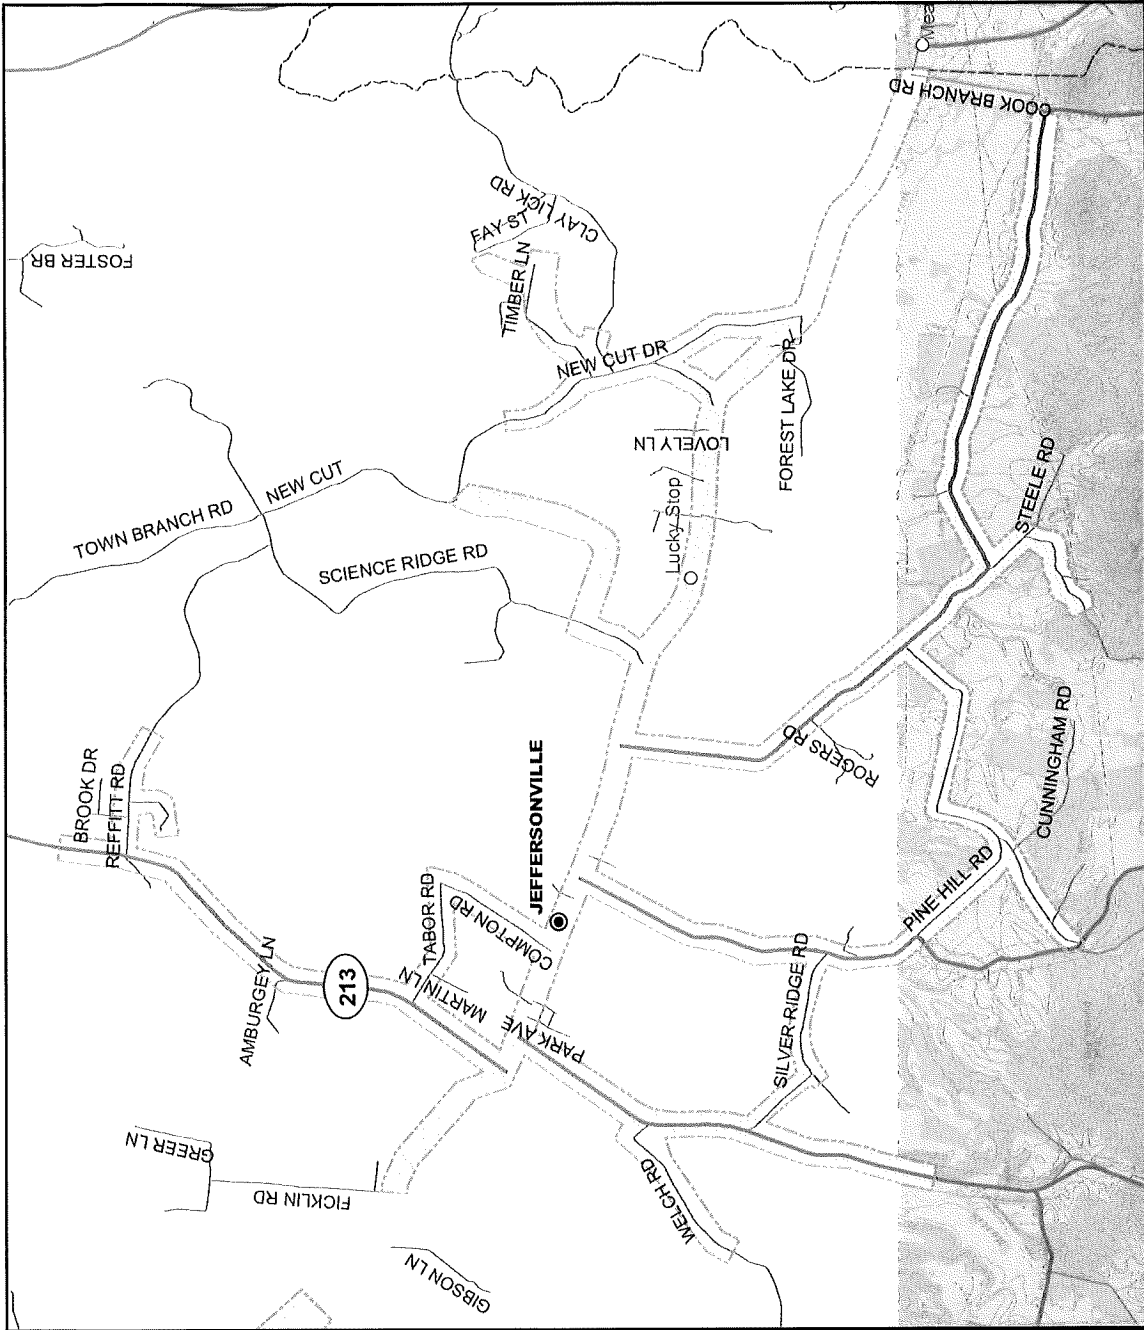 Mea
COOK BRANCH RD
FOSTER BR
CLAY LICK RD
FAY ST
TIMBER LN
NEW CUT DR
FOREST LAKE DR
LOVELY LN
Lucky Stop
TOWN BRANCH RD
NEW CUT
SCIENCE RIDGE RD
STEELE RD
BROOK DR
REFFITT RD
ROGERS RD
CUNNINGHAM RD
JEFFERSONVILLE
TABOR RD
COMPTON RD
PINE HILL RD
AMBURGEY LN
213
MARTIN LN
PARK AVE
SILVER RIDGE RD
GREER LN
FICKLIN RD
WELCH RD
GIBSON LN